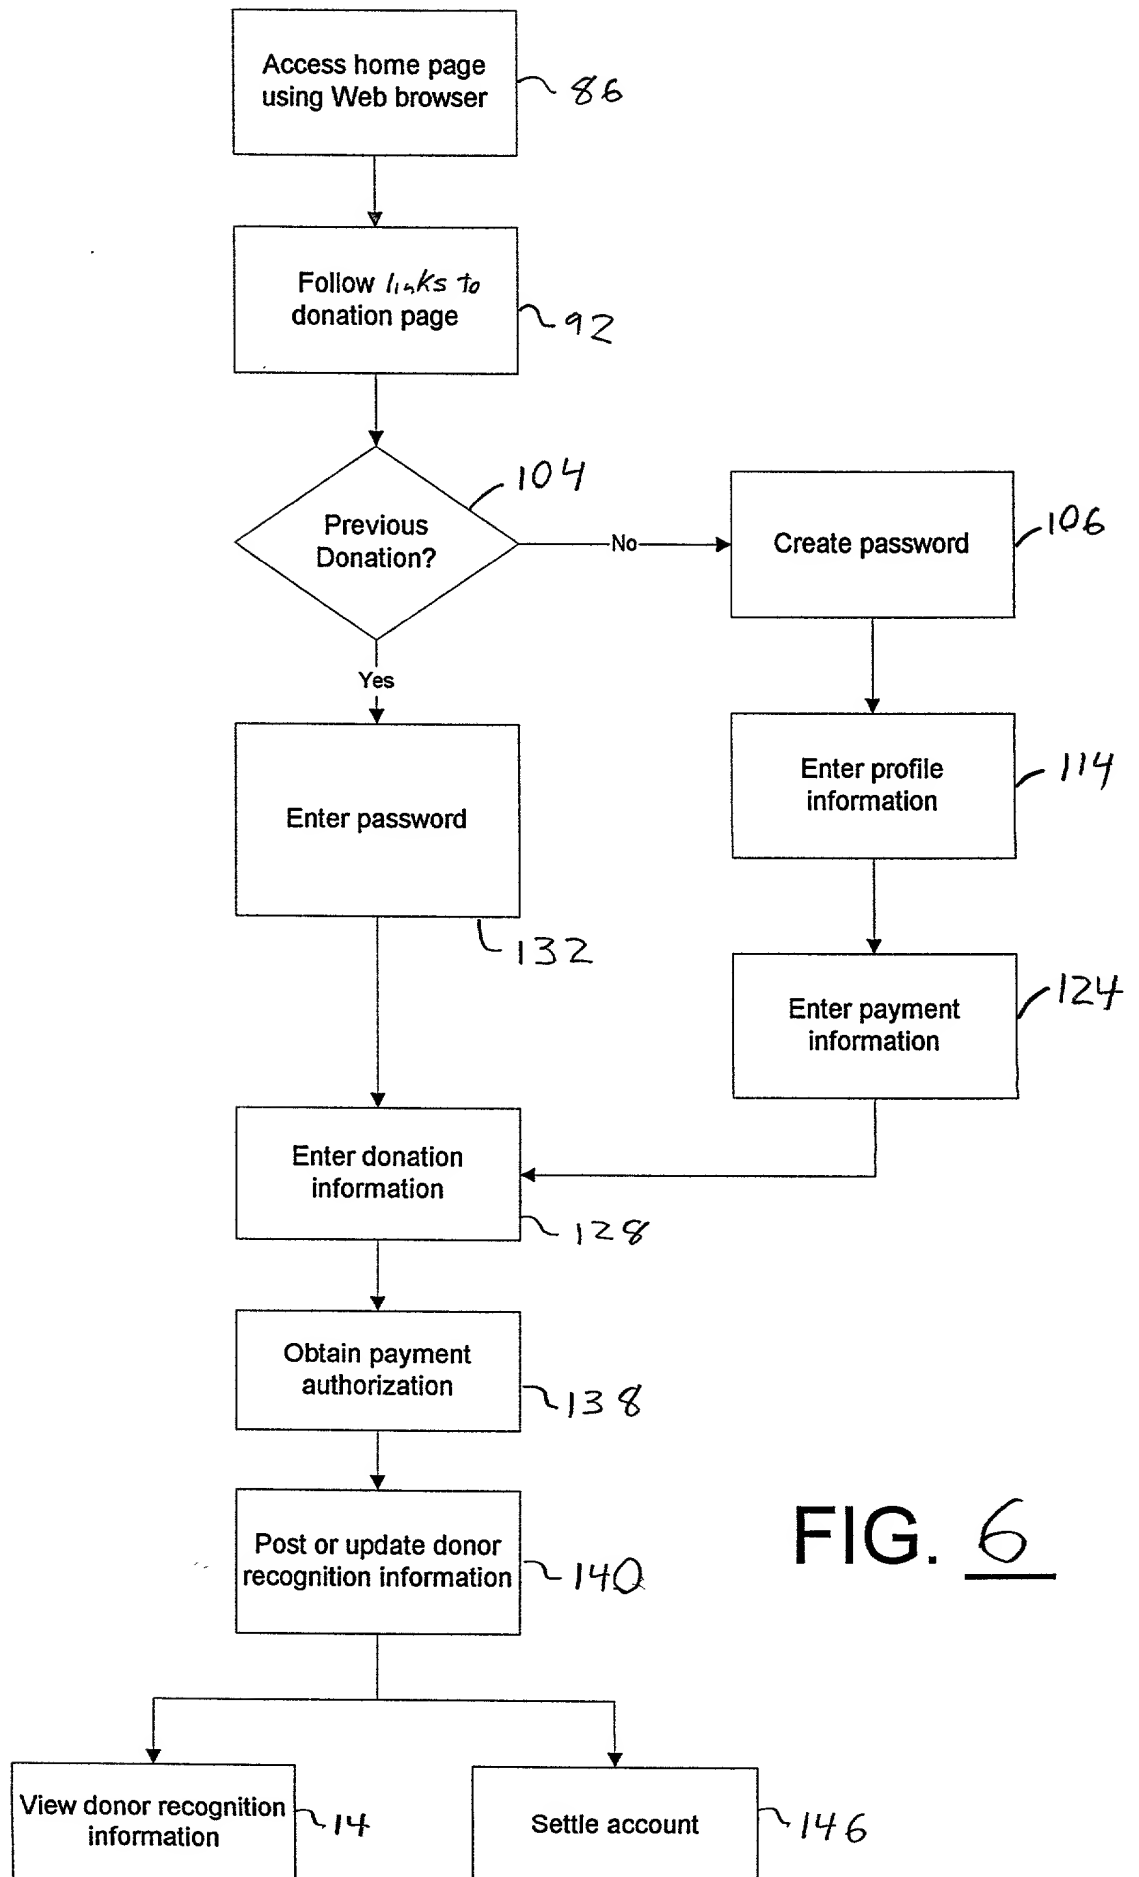 Access home page
using Web browser
86
Follow links to
donation page
92
104
Previous
Donation?
No
Create password
106
Yes
Enter profile
information
114
Enter password
132
Enter payment
information
124
Enter donation
information
128
Obtain payment
authorization
138
Post or update donor
recognition information
140
FIG. 6
View donor recognition
information
14
Settle account
146